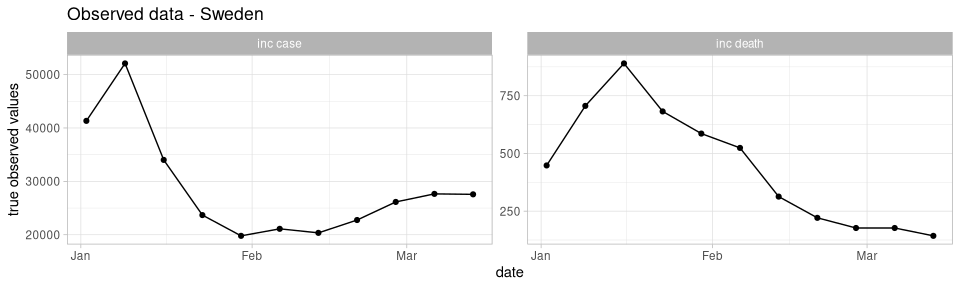 Observed data - Sweden
inc case
inc death
true observed values
50000
40000
30000
20000
750
500
250
Jan
Feb
Mar
Jan
Feb
Mar
date